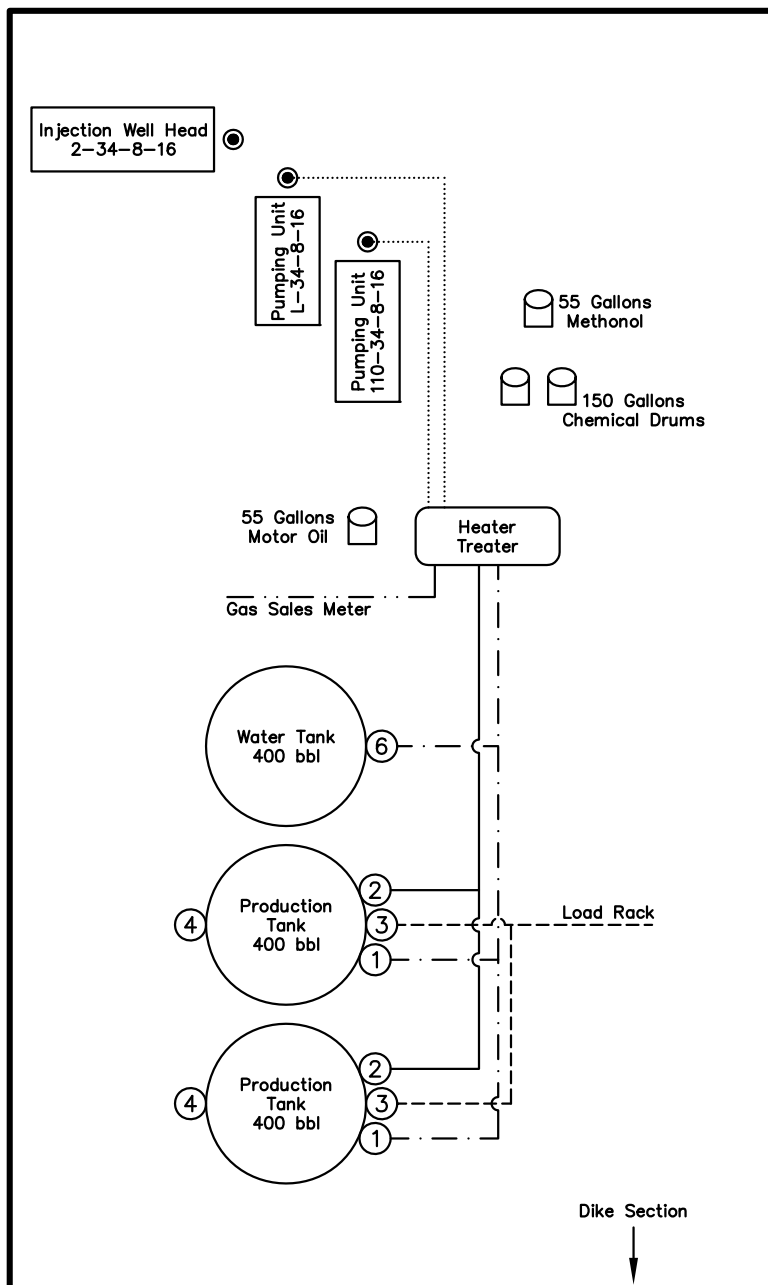 Injection Well Head
2-34-8-16
Pumping Unit
L-34-8-16
Pumping Unit
110-34-8-16
55 Gallons
Methonol
150 Gallons
Chemical Drums
55 Gallons
Motor Oil
Heater
Treater
Gas Sales Meter
Water Tank
400 bbl
6
Production
Tank
400 bbl
4
2
3
1
Load Rack
Production
Tank
400 bbl
4
2
3
1
Dike Section